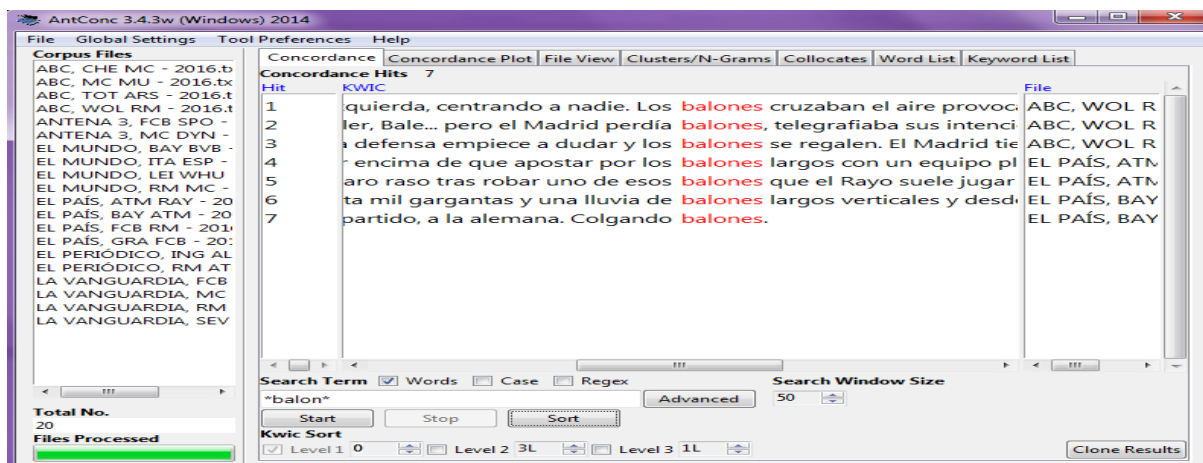 AntConc 3.4.3w (Windows) 2014
File Global Settings Tool Preferences Help
Corpus Files
ABC, CHE MC - 2016.t
ABC, MC MU - 2016.tx
ABC, TOT ARS - 2016.t
ABC, WOL RM - 2016.t
ANTENA 3, FCB SPO -
ANTENA 3, MC DYN -
EL MUNDO, BAY BVB -
EL MUNDO, ITA ESP -
EL MUNDO, LEI WHU
EL MUNDO, RM MC -
EL PAÍS, ATM RAY - 20
EL PAÍS, BAY ATM - 20
EL PAÍS, FCB RM - 201
EL PAÍS, GRA FCB - 201
EL PERIÓDICO, ING AL
EL PERIÓDICO, RM AT
LA VANGUARDIA, FCB
LA VANGUARDIA, MC
LA VANGUARDIA, RM
LA VANGUARDIA, SEV
Total No.
20
Files Processed
Concordance Concordance Plot File View Clusters/N-Grams Collocates Word List Keyword List
Concordance Hits 7
Hit KWIC File
1 quierda, centrando a nadie. Los balones cruzaban el aire provoc ABC, WOL R
2 ler, Bale... pero el Madrid perdía balones, telegrafiaba sus intenci ABC, WOL R
3 defensa empiece a dudar y los balones se regalen. El Madrid tie ABC, WOL R
4 encima de que apostar por los balones largos con un equipo pl EL PAÍS, ATM
5 aro raso tras robar uno de esos balones que el Rayo suele jugar EL PAÍS, ATM
6 ta mil gargantas y una lluvia de balones largos verticales y desd EL PAÍS, BAY
7 partido, a la alemana. Colgando balones. EL PAÍS, BAY
Search Term Words Case Regex Search Window Size
*balon* Advanced 50
Start Stop Sort
Kwic Sort
Level 1 0 Level 2 3L Level 3 1L Clone Results